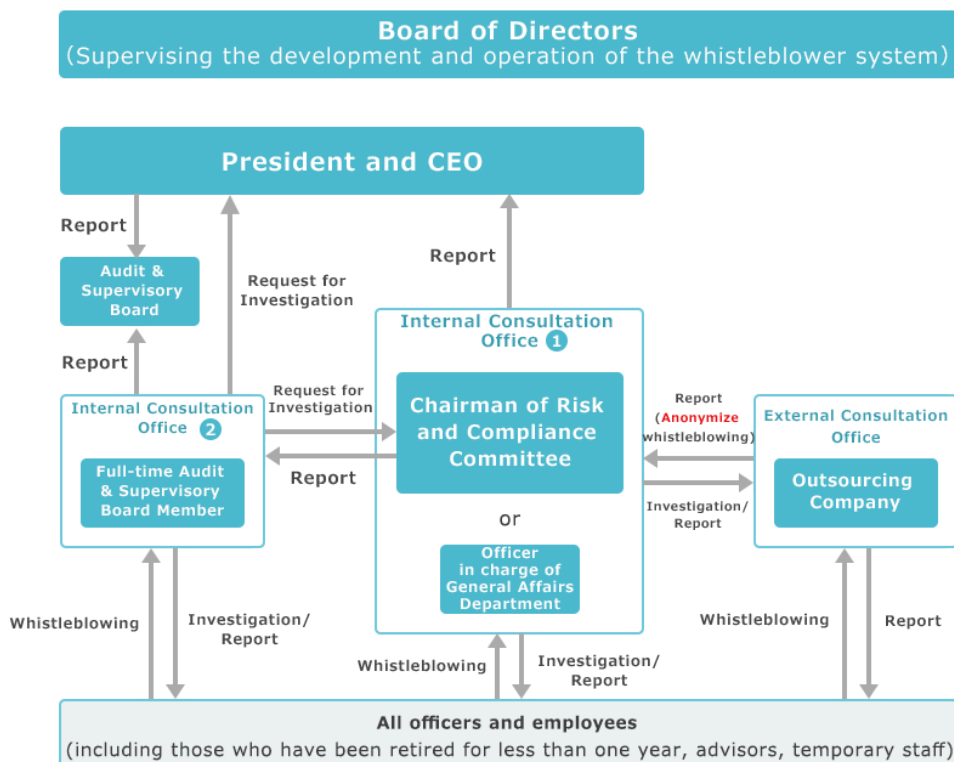 Board of Directors
(Supervising the development and operation of the whistleblower system)
President and CEO
Report
Audit &
Supervisory
Board
Report
Request for
Investigation
Report
Internal Consultation
Office 2
Full-time Audit
& Supervisory
Board Member
Request for
Investigation
Report
Internal Consultation
Office 1
Chairman of Risk
and Compliance
Committee
or
Officer
in charge of
General Affairs
Department
Report
(Anonymize
whistleblowing)
Investigation/
Report
External Consultation
Office
Outsourcing
Company
Whistleblowing
Investigation/
Report
Whistleblowing
Investigation/
Report
Whistleblowing
Report
All officers and employees
(including those who have been retired for less than one year, advisors, temporary staff)